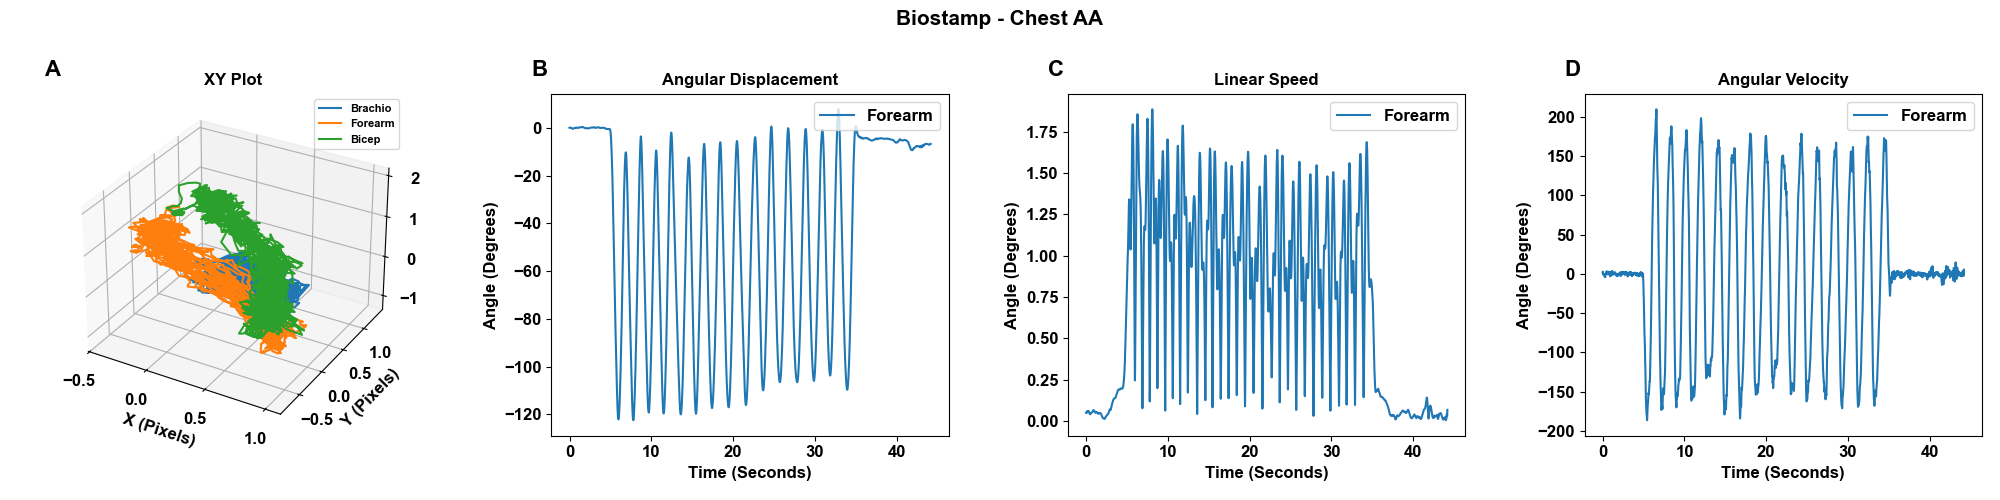 Biostamp - Chest AA
A
XY Plot
Brachio
Forearm
Bicep
2
1
0
−1
−0.5
0.0
0.5
1.0
X (Pixels)
−0.5
0.0
0.5
1.0
Y (Pixels)
B
Angular Displacement
Forearm
0
−20
−40
−60
−80
−100
−120
Angle (Degrees)
0 10 20 30 40
Time (Seconds)
C
Linear Speed
Forearm
1.75
1.50
1.25
1.00
0.75
0.50
0.25
0.00
Angle (Degrees)
0 10 20 30 40
Time (Seconds)
D
Angular Velocity
Forearm
200
150
100
50
0
−50
−100
−150
−200
Angle (Degrees)
0 10 20 30 40
Time (Seconds)